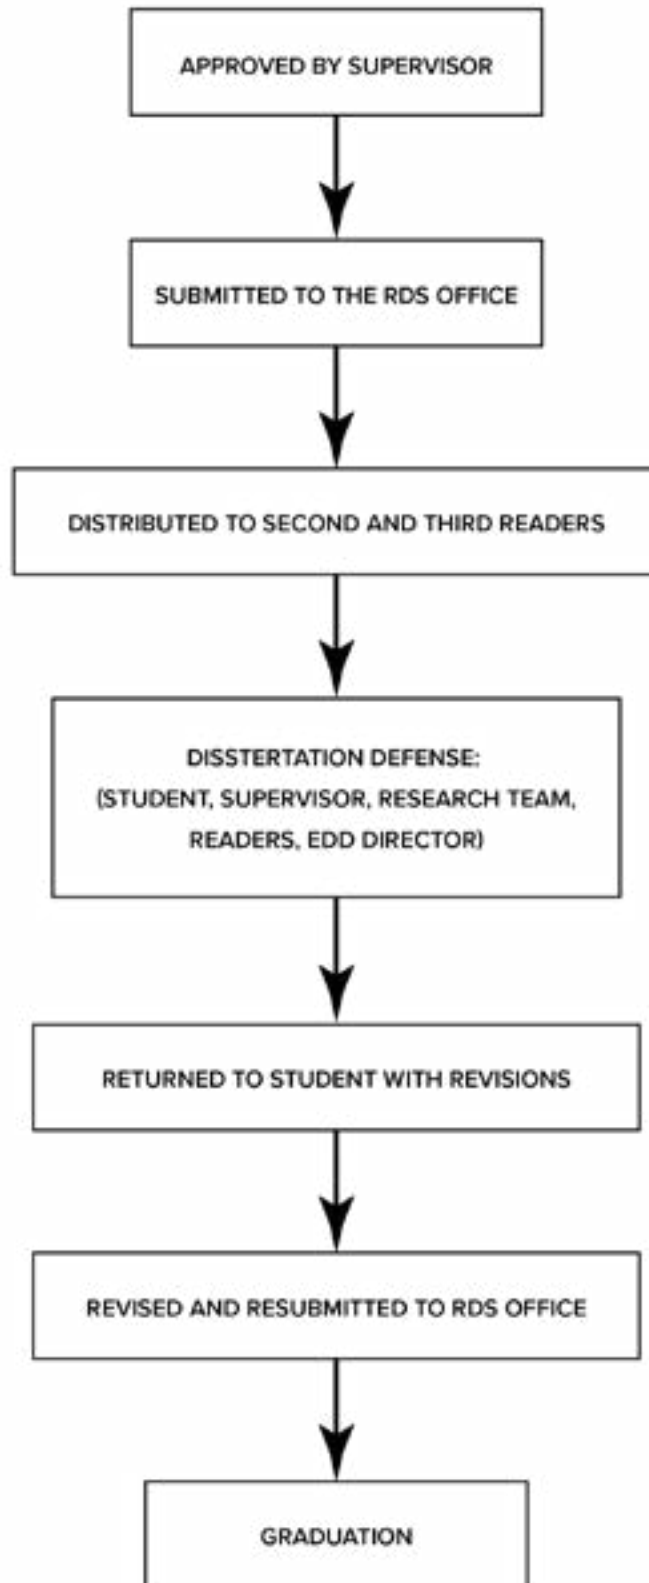 APPROVED BY SUPERVISOR
SUBMITTED TO THE RDS OFFICE
DISTRIBUTED TO SECOND AND THIRD READERS
DISSTERTATION DEFENSE:
(STUDENT, SUPERVISOR, RESEARCH TEAM,
READERS, EDD DIRECTOR)
RETURNED TO STUDENT WITH REVISIONS
REVISED AND RESUBMITTED TO RDS OFFICE
GRADUATION